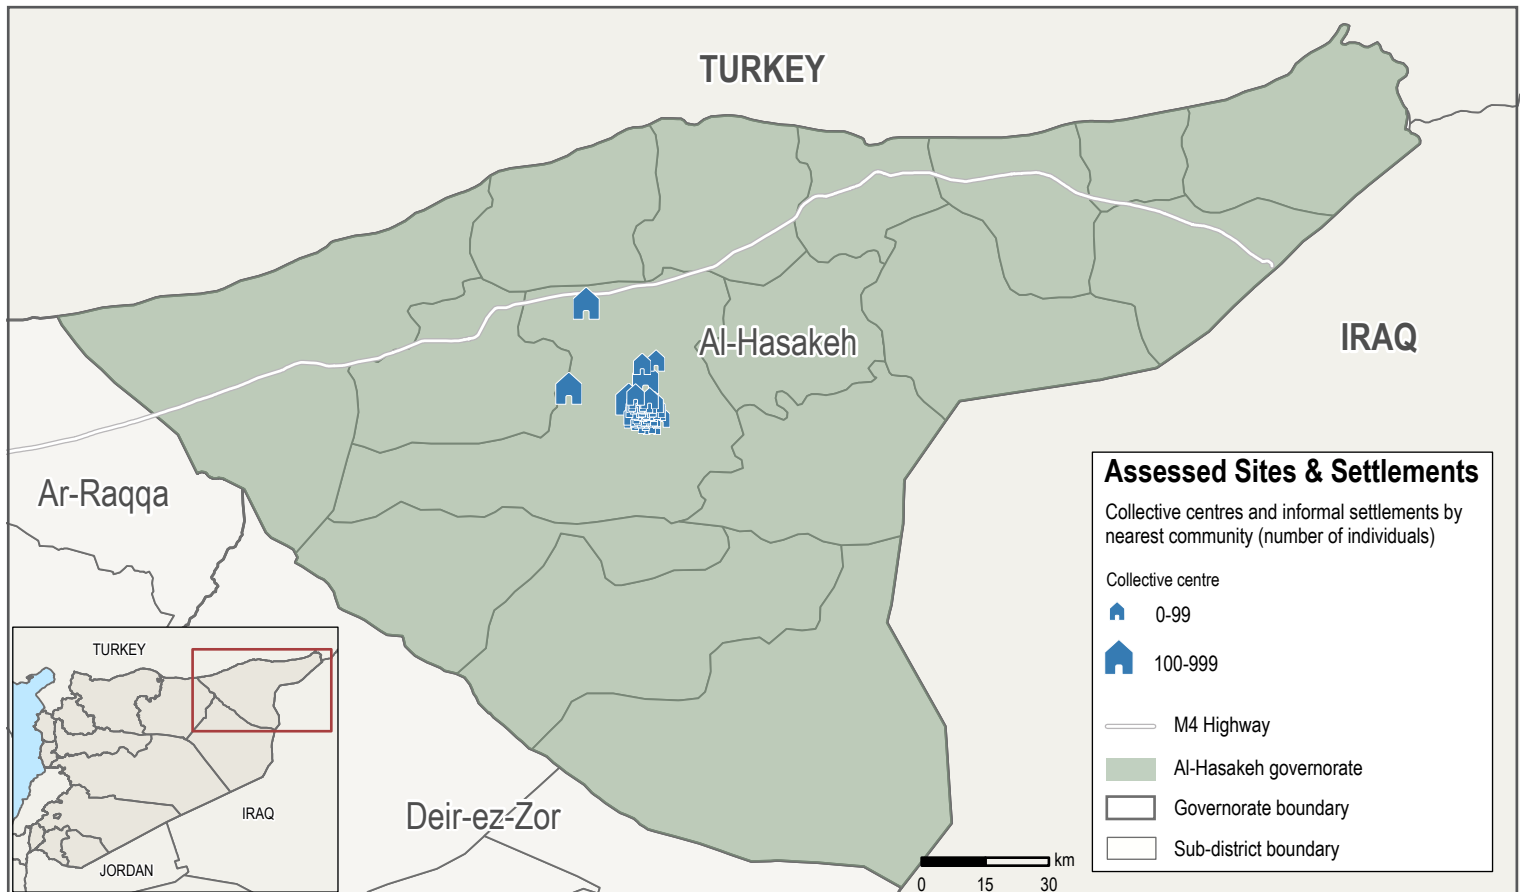 TURKEY
Al-Hasakeh
IRAQ
Ar-Raqqa
Deir-ez-Zor
Assessed Sites & Settlements
Collective centres and informal settlements by
nearest community (number of individuals)
Collective centre
0-99
100-999
M4 Highway
Al-Hasakeh governorate
Governorate boundary
Sub-district boundary
km
0 15 30
TURKEY
IRAQ
JORDAN